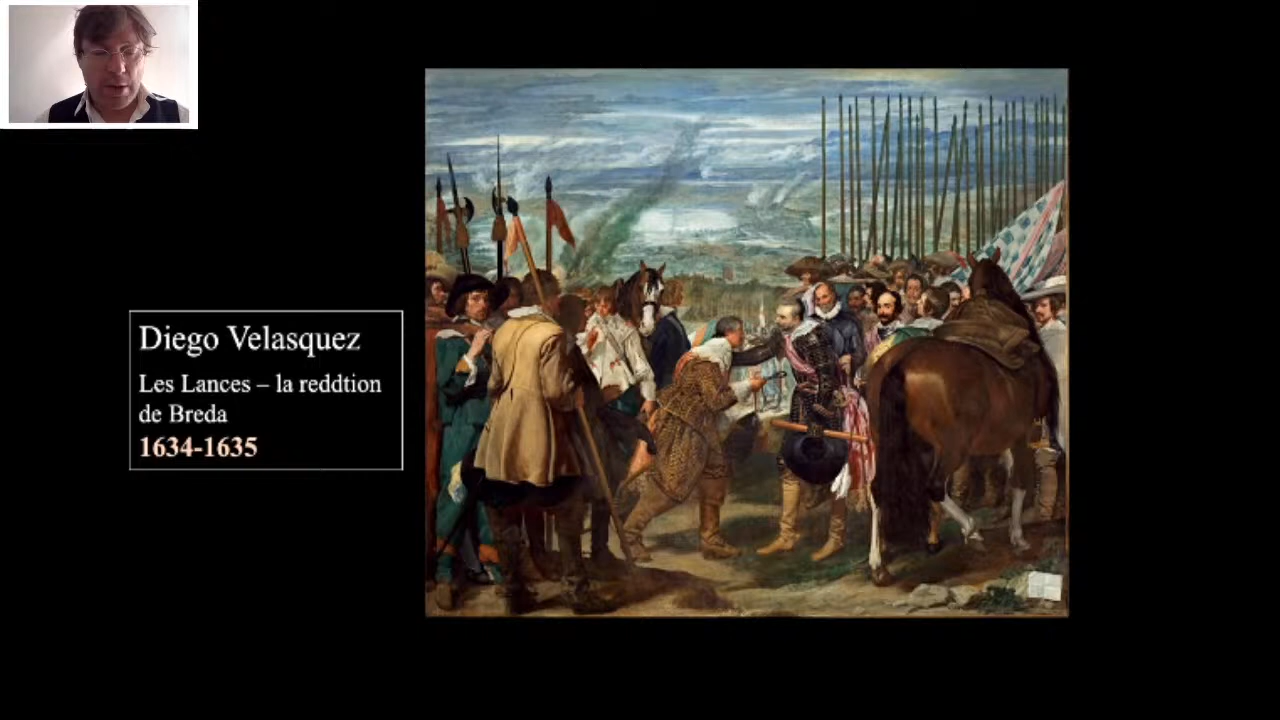 Diego Velasquez
Les Lances – la reddtion
de Breda
1634-1635